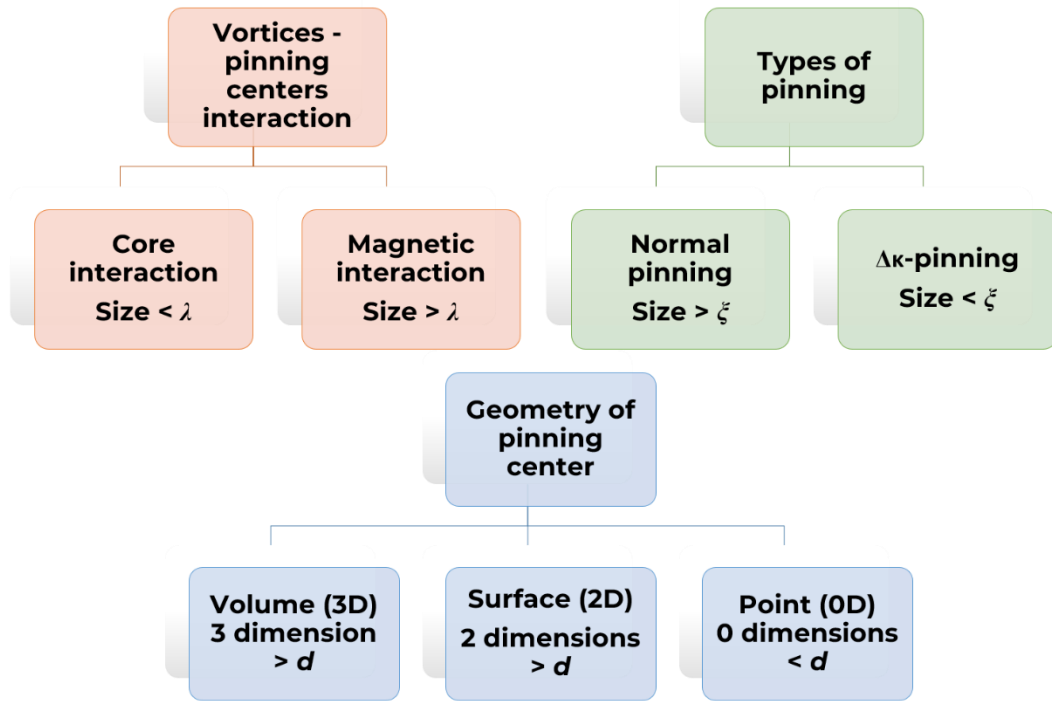 Vortices -
pinning
centers
interaction
Types of
pinning
Core
interaction
Size < λ
Magnetic
interaction
Size > λ
Normal
pinning
Size > ξ
Δκ-pinning
Size < ξ
Geometry of
pinning
center
Volume (3D)
3 dimension
> d
Surface (2D)
2 dimensions
> d
Point (0D)
0 dimensions
< d